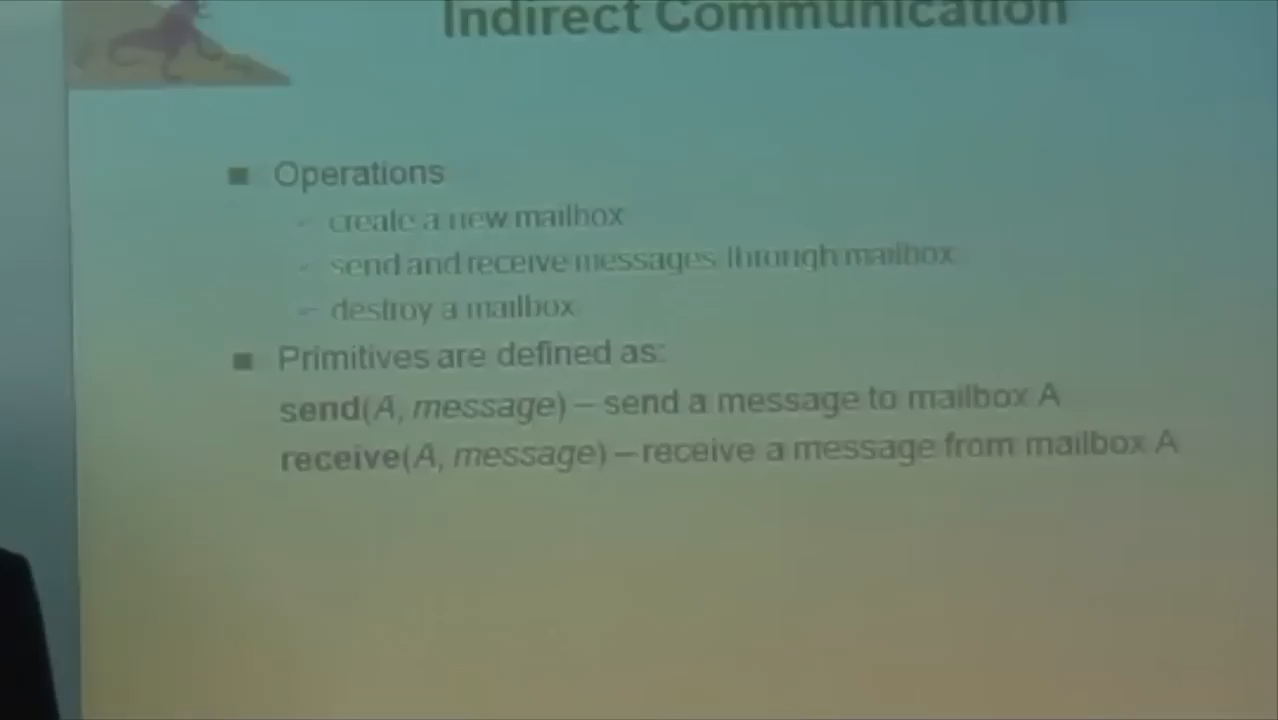 Indirect Communication
■ Operations
– create a new mailbox
– send and receive messages through mailbox
– destroy a mailbox
■ Primitives are defined as:
send(A, message) – send a message to mailbox A
receive(A, message) – receive a message from mailbox A